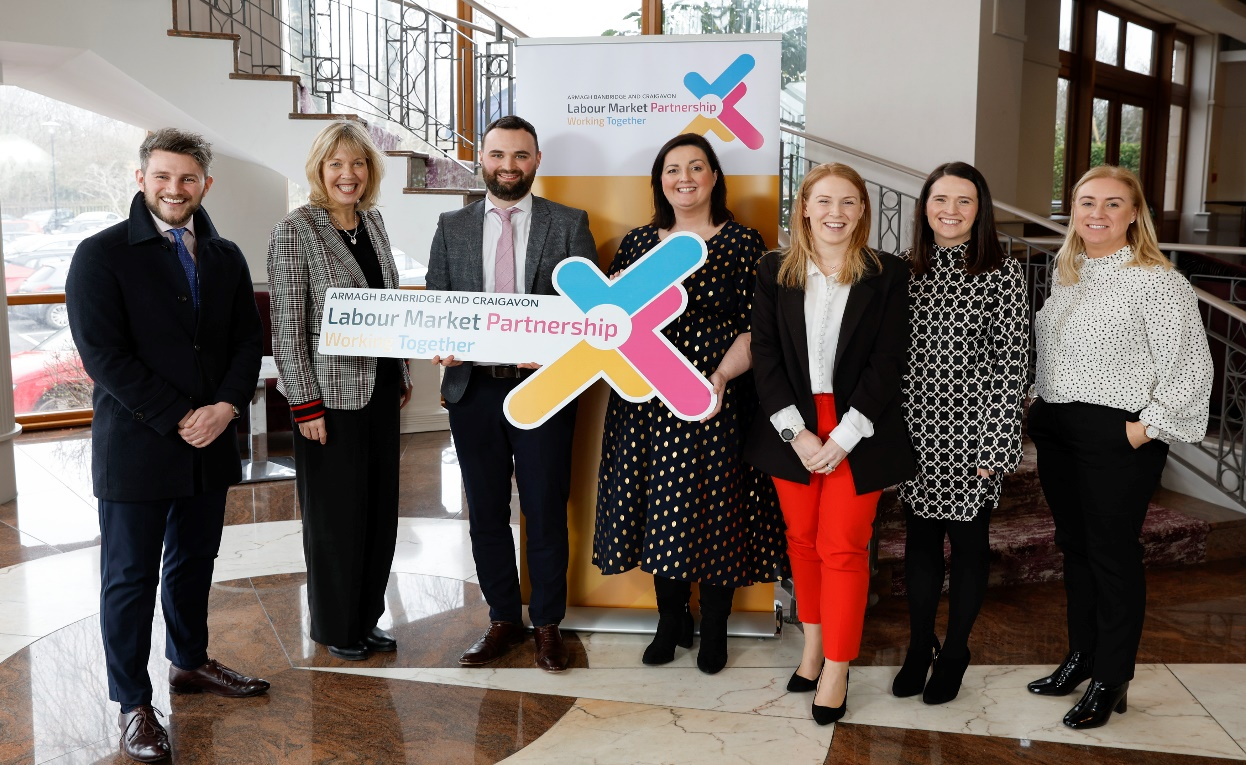 ARMAGH BANBRIDGE AND CRAIGAVON
Labour Market Partnership
Working Together
ARMAGH BANBRIDGE AND CRAIGAVON
Labour Market Partnership
Working Together